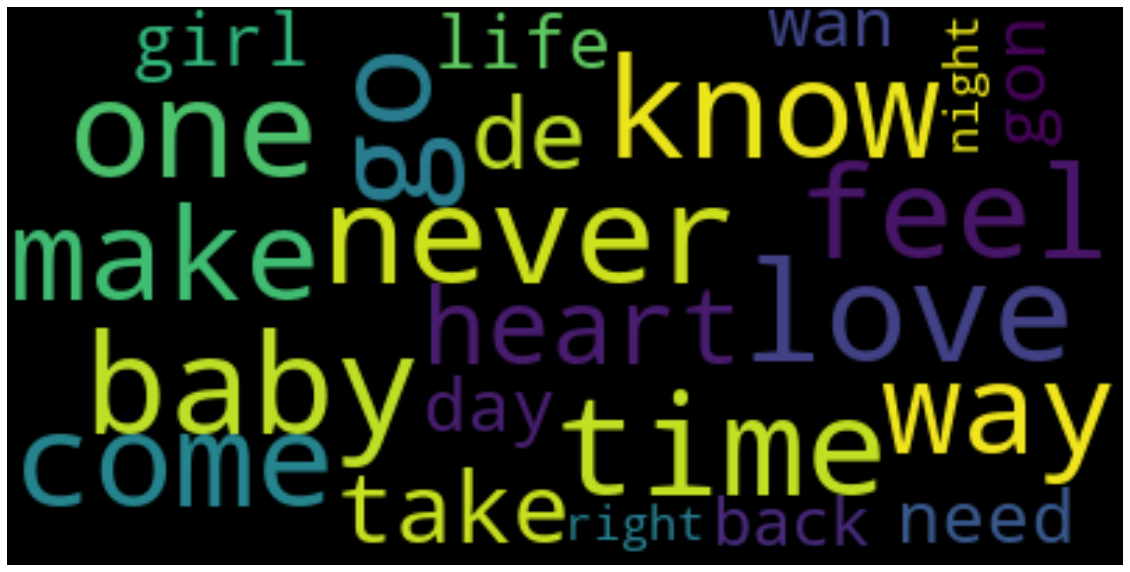 girl
life
wan
night
gon
one
go
de
know
feel
make
never
heart
love
baby
day
time
way
come
take
right
back
need